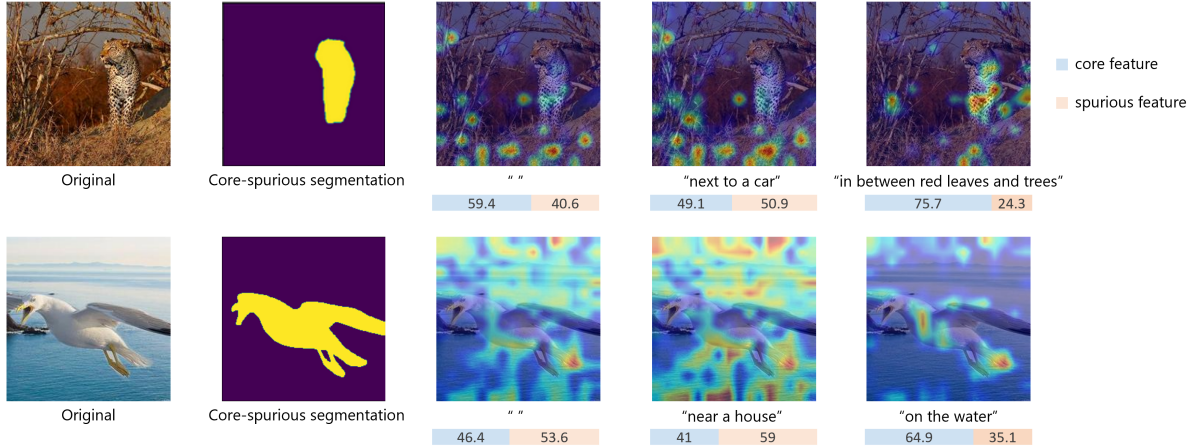 core feature
spurious feature
Original
Core-spurious segmentation
“ ”
“next to a car”
“in between red leaves and trees”
59.4 40.6
49.1 50.9
75.7 24.3
Original
Core-spurious segmentation
“ ”
“near a house”
“on the water”
46.4 53.6
41 59
64.9 35.1